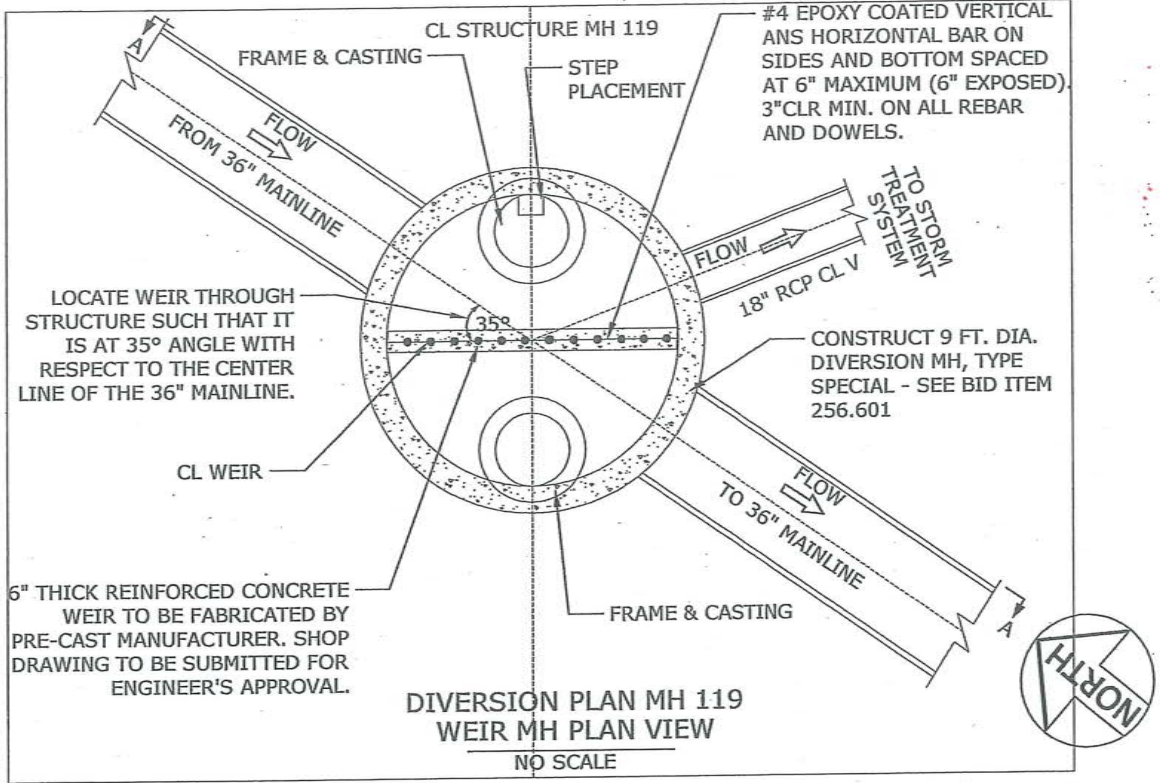 CL STRUCTURE MH 119
FRAME & CASTING
STEP
PLACEMENT
#4 EPOXY COATED VERTICAL
ANS HORIZONTAL BAR ON
SIDES AND BOTTOM SPACED
AT 6" MAXIMUM (6" EXPOSED).
3"CLR MIN. ON ALL REBAR
AND DOWELS.
A
FLOW
FROM 36" MAINLINE
TO STORM
TREATMENT
SYSTEM
FLOW
18" RCP CL V
LOCATE WEIR THROUGH
STRUCTURE SUCH THAT IT
IS AT 35° ANGLE WITH
RESPECT TO THE CENTER
LINE OF THE 36" MAINLINE.
35°
CONSTRUCT 9 FT. DIA.
DIVERSION MH, TYPE
SPECIAL - SEE BID ITEM
256.601
CL WEIR
FLOW
TO 36" MAINLINE
6" THICK REINFORCED CONCRETE
WEIR TO BE FABRICATED BY
PRE-CAST MANUFACTURER. SHOP
DRAWING TO BE SUBMITTED FOR
ENGINEER'S APPROVAL.
FRAME & CASTING
A
NORTH
DIVERSION PLAN MH 119
WEIR MH PLAN VIEW
NO SCALE